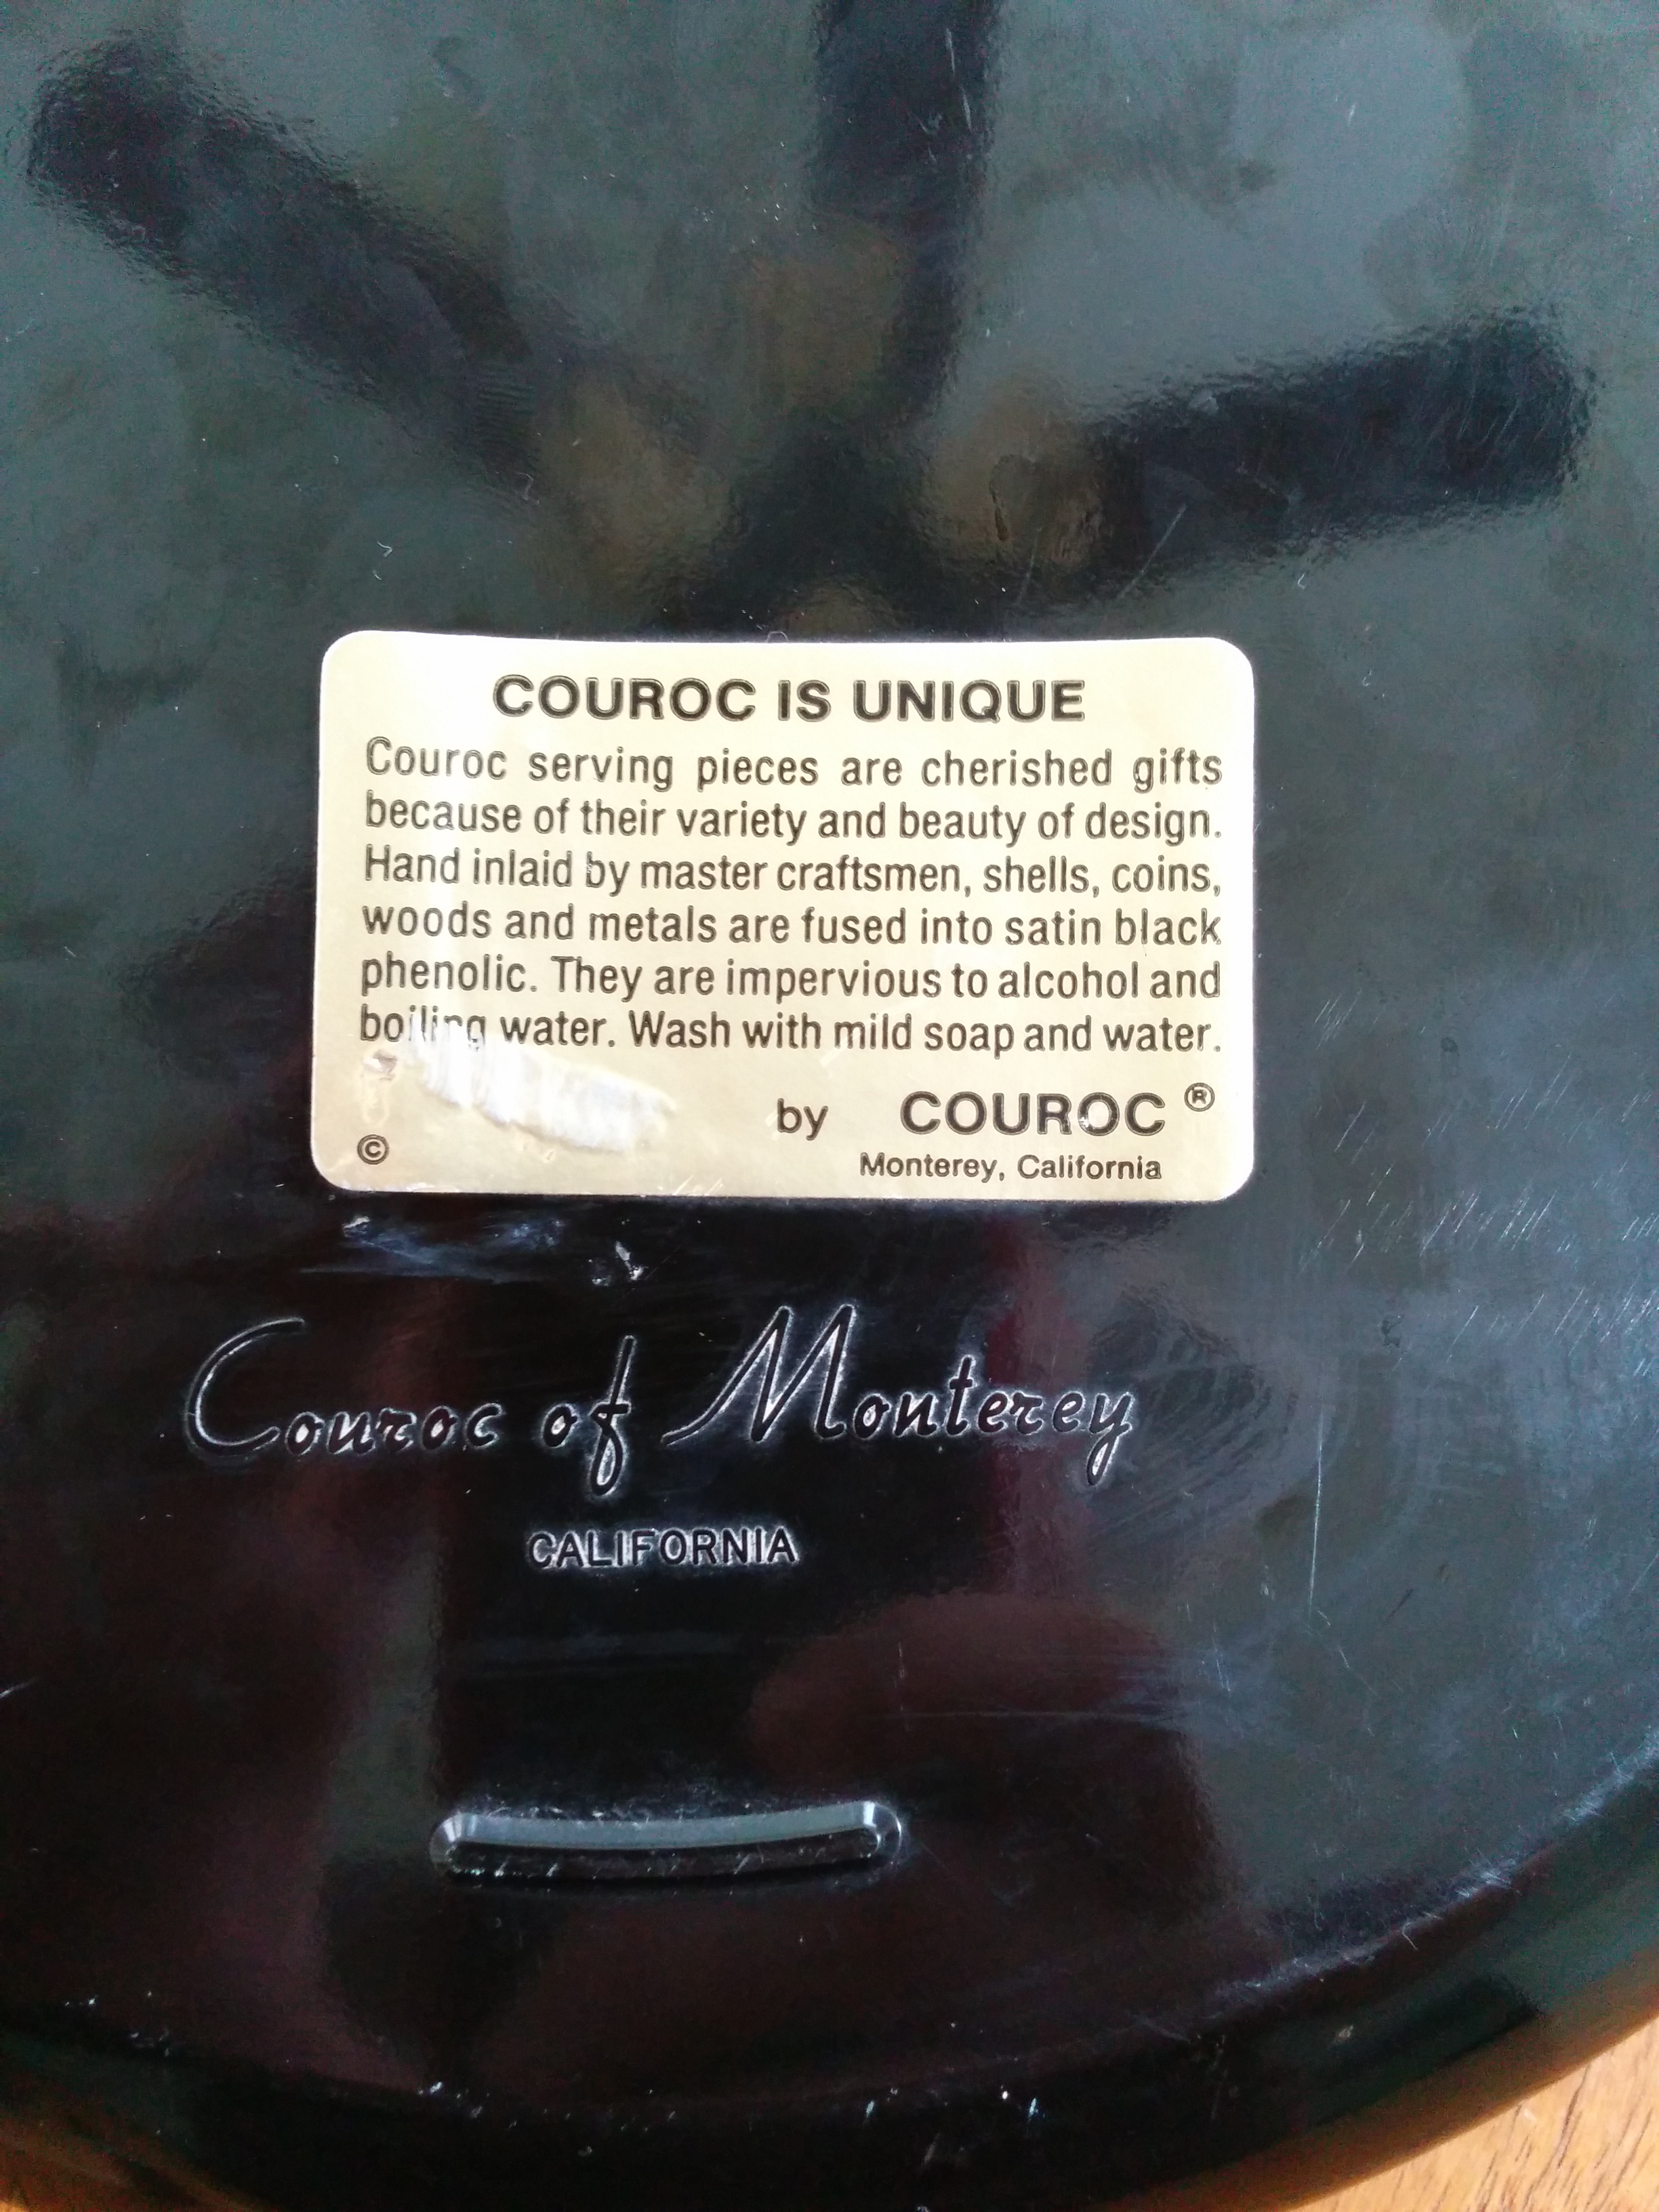 COUROC IS UNIQUE
Couroc serving pieces are cherished gifts
because of their variety and beauty of design.
Hand inlaid by master craftsmen, shells, coins,
woods and metals are fused into satin black
phenolic. They are impervious to alcohol and
boiling water. Wash with mild soap and water.
by COUROC ®
© Monterey, California
Couroc of Monterey
CALIFORNIA